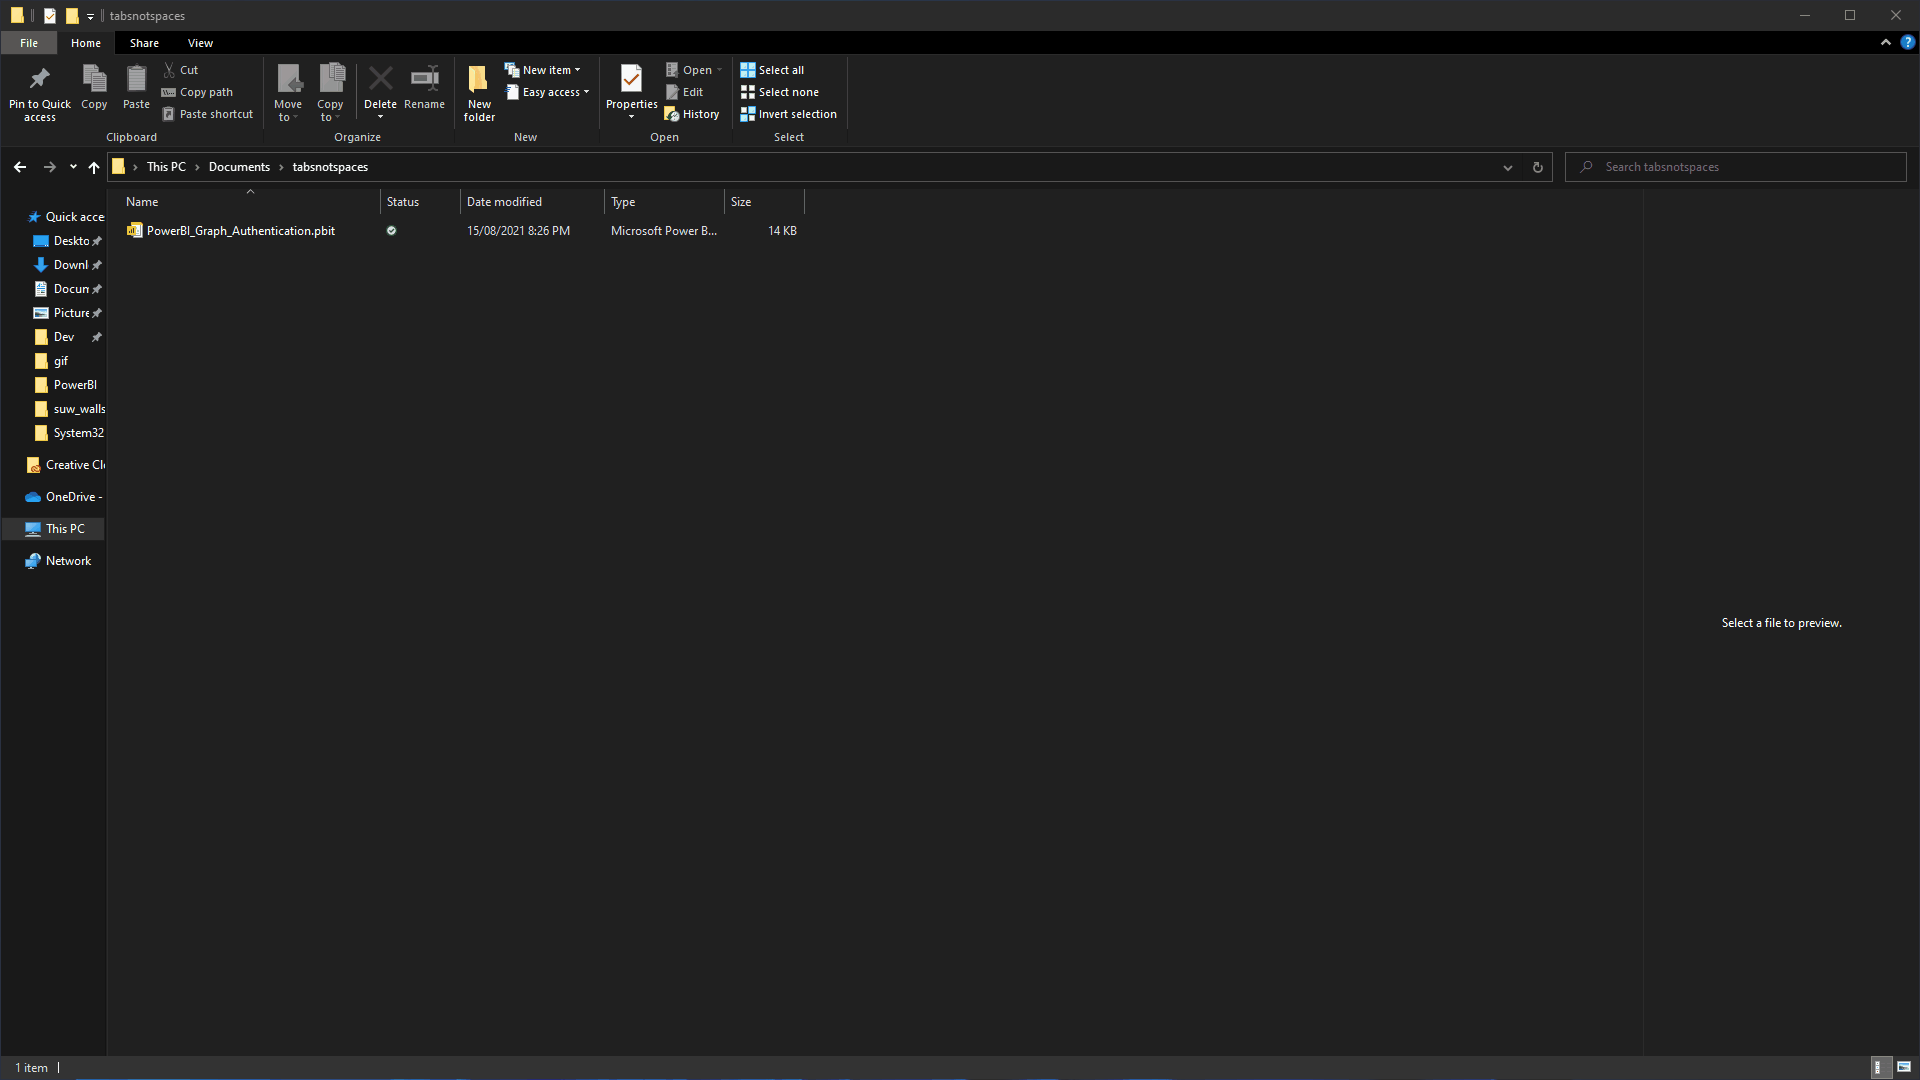 tabsnotspaces
File Home Share View
Pin to Quick access
Copy
Paste
Cut
Copy path
Paste shortcut
Clipboard
Move to
Copy to
Delete
Rename
Organize
New folder
New item
Easy access
New
Properties
Open
Edit
History
Open
Select all
Select none
Invert selection
Select
This PC > Documents > tabsnotspaces
Search tabsnotspaces
Name Status Date modified Type Size
PowerBI_Graph_Authentication.pbit 15/08/2021 8:26 PM Microsoft Power B... 14 KB
Quick acce
Deskto
Downl
Docum
Picture
Dev
gif
PowerBI
suw_walls
System32
Creative Clo
OneDrive -
This PC
Network
Select a file to preview.
1 item